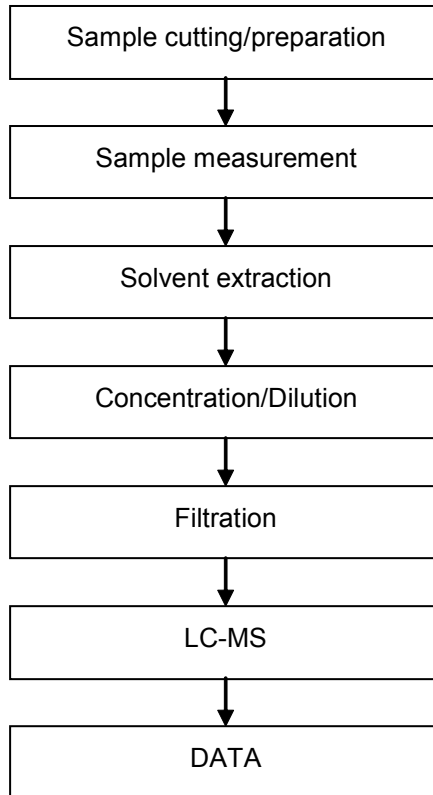 Sample cutting/preparation
Sample measurement
Solvent extraction
Concentration/Dilution
Filtration
LC-MS
DATA